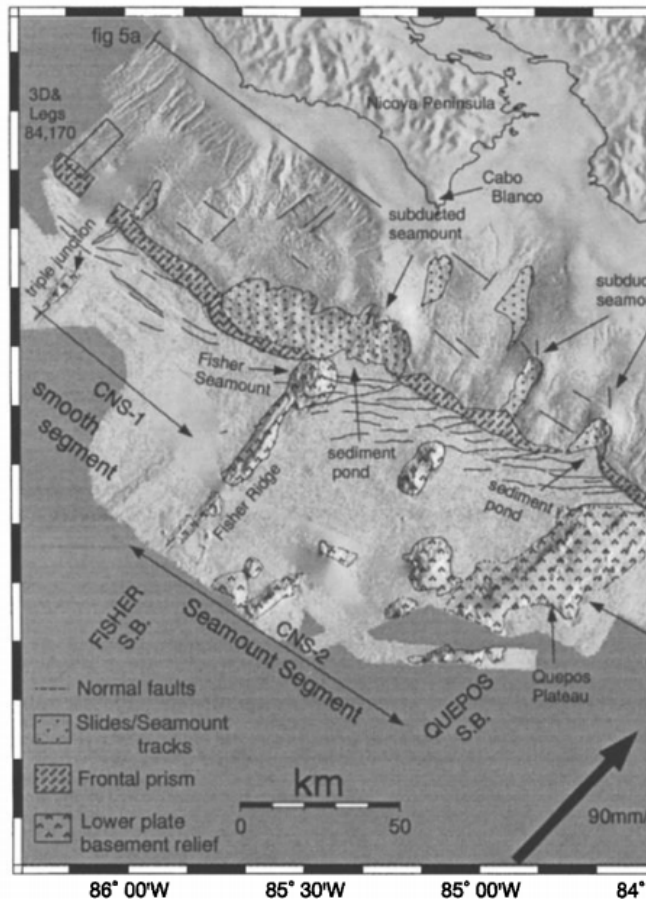 fig 5a
3D&
Legs
84,170
Nicoya Peninsula
Cabo
Blanco
subducted
seamount
triple junction
Fisher
Seamount
CNS-1
smooth
segment
sediment
pond
Fisher Ridge
sediment
pond
FISHER
S.B.
Seamount Segment
CNS-2
QUEPOS
S.B.
Quepos
Plateau
Normal faults
Slides/Seamount
tracks
Frontal prism
Lower plate
basement relief
km
0 50
86° 00'W 85° 30'W 85° 00'W